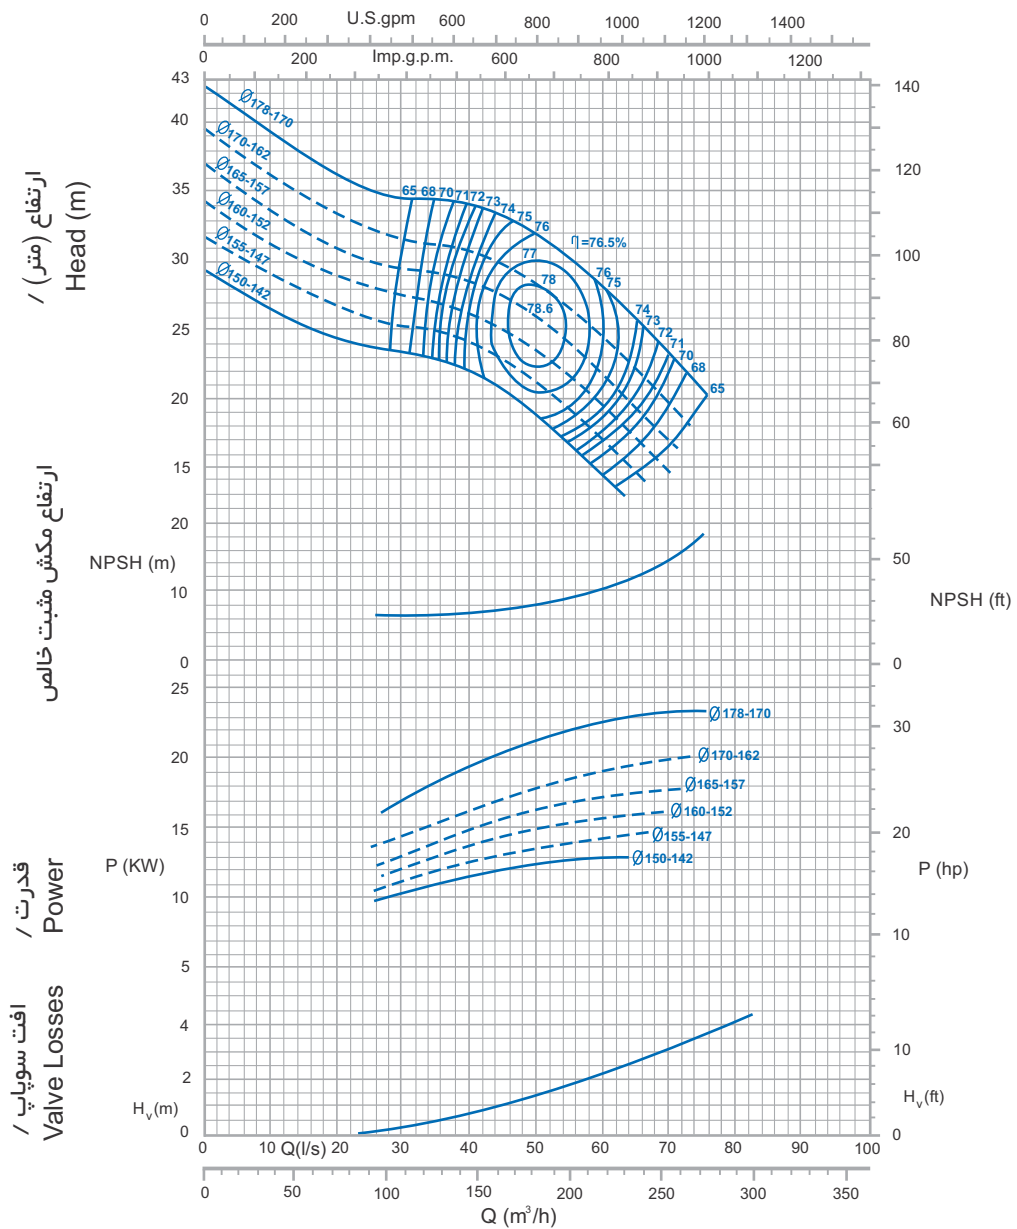 0 200 U.S.gpm 600 800 1000 1200 1400
0 200 Imp.g.p.m. 600 800 1000 1200
43
40
35
30
25
20
15
140
120
100
80
60
ارتفاع (متر) /
Head (m)
Ø178-170
Ø170-162
Ø165-157
Ø160-152
Ø155-147
Ø150-142
65 68 70 71 72 73 74 75 76
η=76.5%
77
78
78.6
76
75
74
73
72
71
70
68
65
ارتفاع مکش مثبت خالص
NPSH (m)
20
10
0
50
0
NPSH (ft)
قدرت /
Power
P (KW)
25
20
15
10
5
30
20
10
P (hp)
Ø178-170
Ø170-162
Ø165-157
Ø160-152
Ø155-147
Ø150-142
افت سوپاپ /
Valve Losses
Hv(m)
4
2
0
10
0
Hv(ft)
0 10 Q(l/s) 20 30 40 50 60 70 80 90 100
0 50 100 150 200 250 300 350
Q (m³/h)